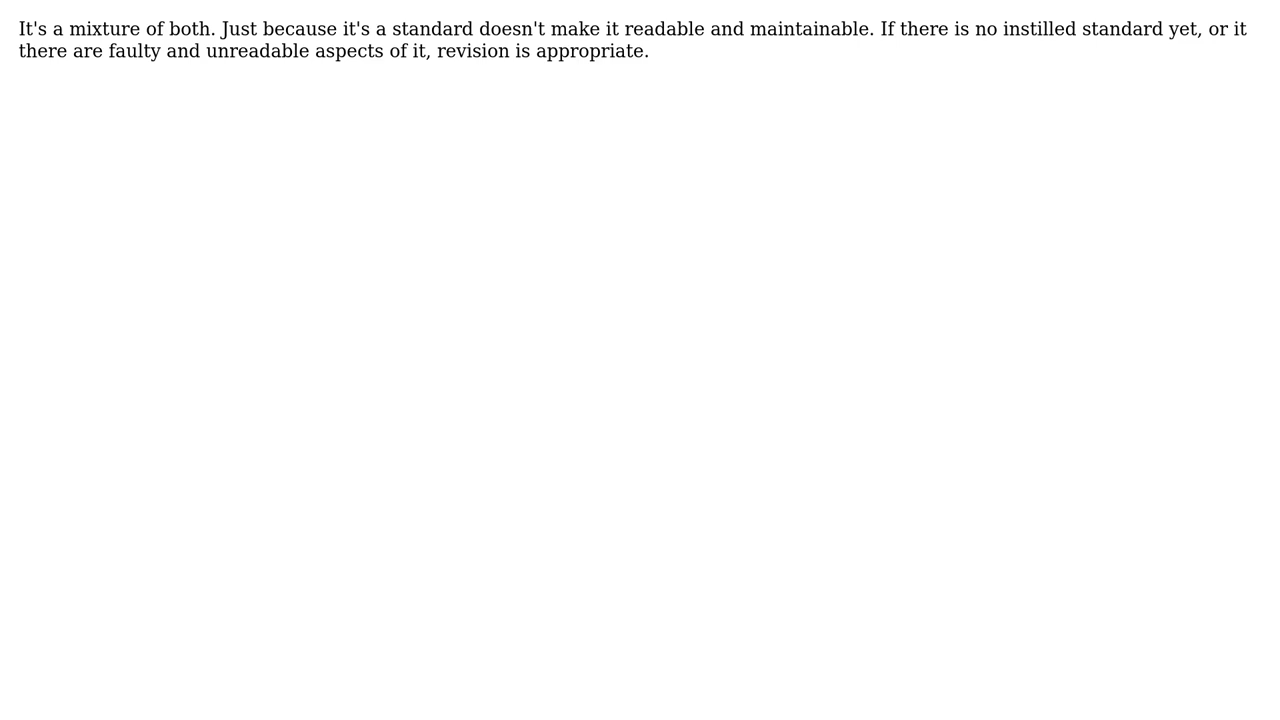 It's a mixture of both. Just because it's a standard doesn't make it readable and maintainable. If there is no instilled standard yet, or it
there are faulty and unreadable aspects of it, revision is appropriate.